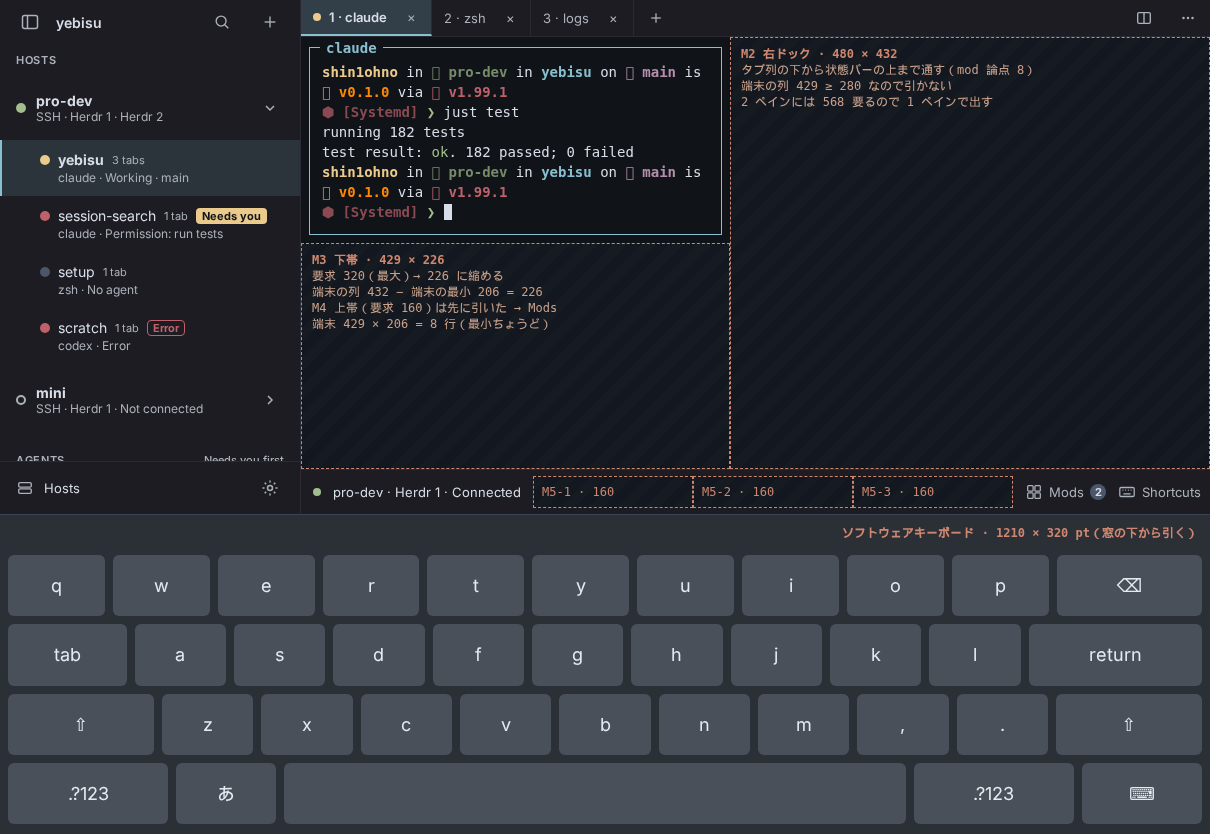 yebisu
HOSTS
pro-dev
SSH · Herdr 1 · Herdr 2
yebisu 3 tabs
claude · Working · main
session-search 1 tab Needs you
claude · Permission: run tests
setup 1 tab
zsh · No agent
scratch 1 tab Error
codex · Error
mini
SSH · Herdr 1 · Not connected
AGENTS Needs you first
Hosts
1 · claude ×
2 · zsh ×
3 · logs ×
claude
shin1ohno in pro-dev in yebisu on main is
v0.1.0 via v1.99.1
[Systemd] ❯ just test
running 182 tests
test result: ok. 182 passed; 0 failed
shin1ohno in pro-dev in yebisu on main is
v0.1.0 via v1.99.1
[Systemd] ❯
M3 下帯 · 429 × 226
要求 320（最大）→ 226 に縮める
端末の列 432 − 端末の最小 206 = 226
M4 上帯（要求 160）は先に引いた → Mods
端末 429 × 206 = 8 行（最小ちょうど）
M2 右ドック · 480 × 432
タブ列の下から状態バーの上まで通す（mod 論点 8）
端末の列 429 ≥ 280 なので引かない
2 ペインには 568 要るので 1 ペインで出す
pro-dev · Herdr 1 · Connected
M5-1 · 160
M5-2 · 160
M5-3 · 160
Mods 2
Shortcuts
ソフトウェアキーボード · 1210 × 320 pt（窓の下から引く）
q w e r t y u i o p ⌫
tab a s d f g h j k l return
⇧ z x c v b n m , . ⇧
.?123 あ .?123 ⌨